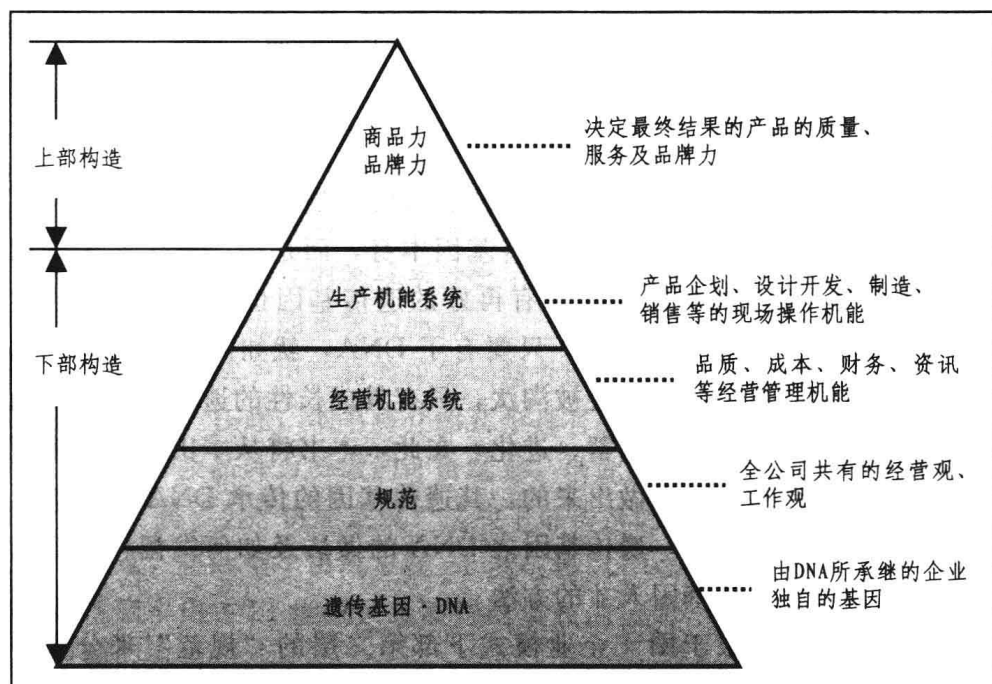 商品力
品牌力
决定最终结果的产品的质量、
服务及品牌力
上部构造
生产机能系统
产品企划、设计开发、制造、
销售等的现场操作机能
下部构造
经营机能系统
品质、成本、财务、资讯
等经营管理机能
规范
全公司共有的经营观、
工作观
遗传基因·DNA
由DNA所承继的企业
独自的基因